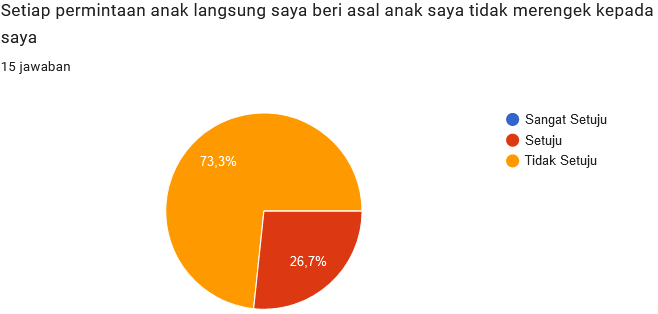 Setiap permintaan anak langsung saya beri asal anak saya tidak merengek kepada
saya
15 jawaban
Sangat Setuju
Setuju
Tidak Setuju
73,3%
26,7%